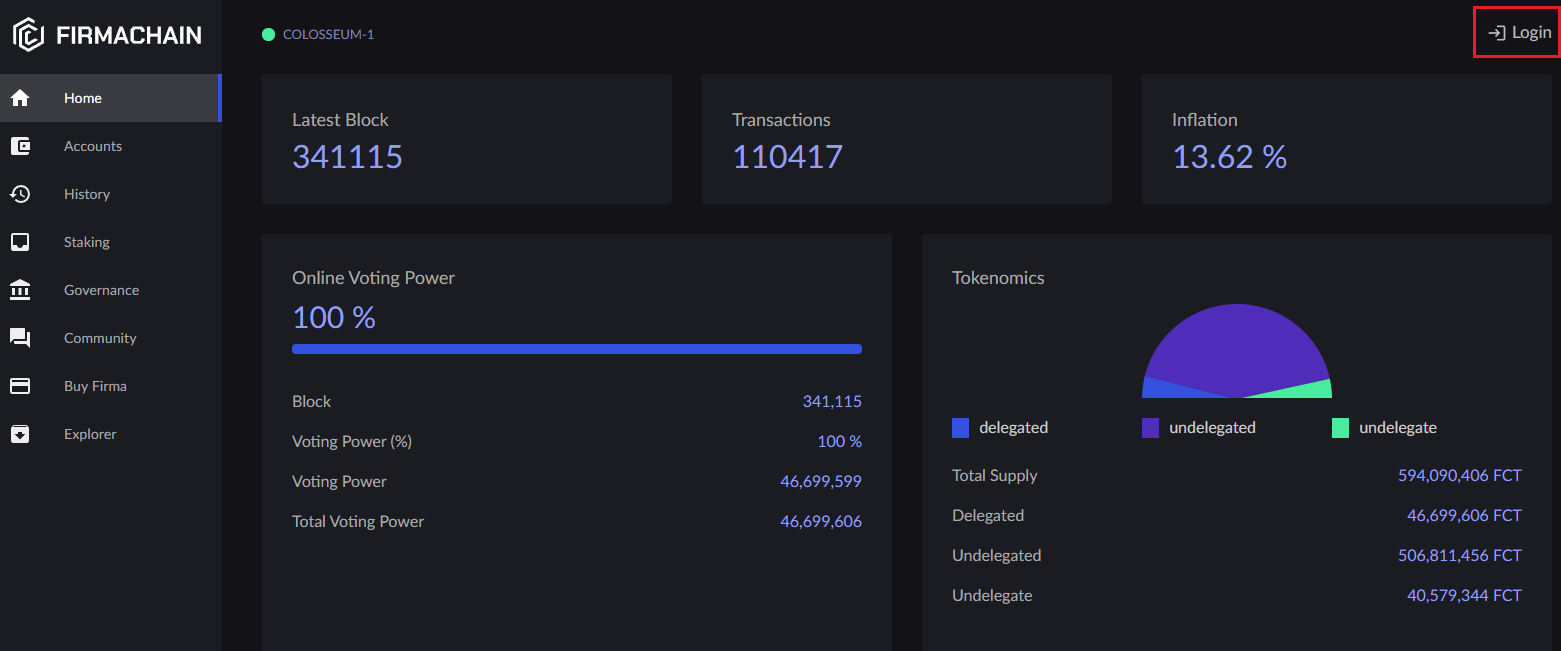 FIRMACHAIN
COLOSSEUM-1
Login
Home
Accounts
History
Staking
Governance
Community
Buy Firma
Explorer
Latest Block
341115
Transactions
110417
Inflation
13.62 %
Online Voting Power
100 %
Block 341,115
Voting Power (%) 100 %
Voting Power 46,699,599
Total Voting Power 46,699,606
Tokenomics
delegated undelegated undelegate
Total Supply 594,090,406 FCT
Delegated 46,699,606 FCT
Undelegated 506,811,456 FCT
Undelegate 40,579,344 FCT